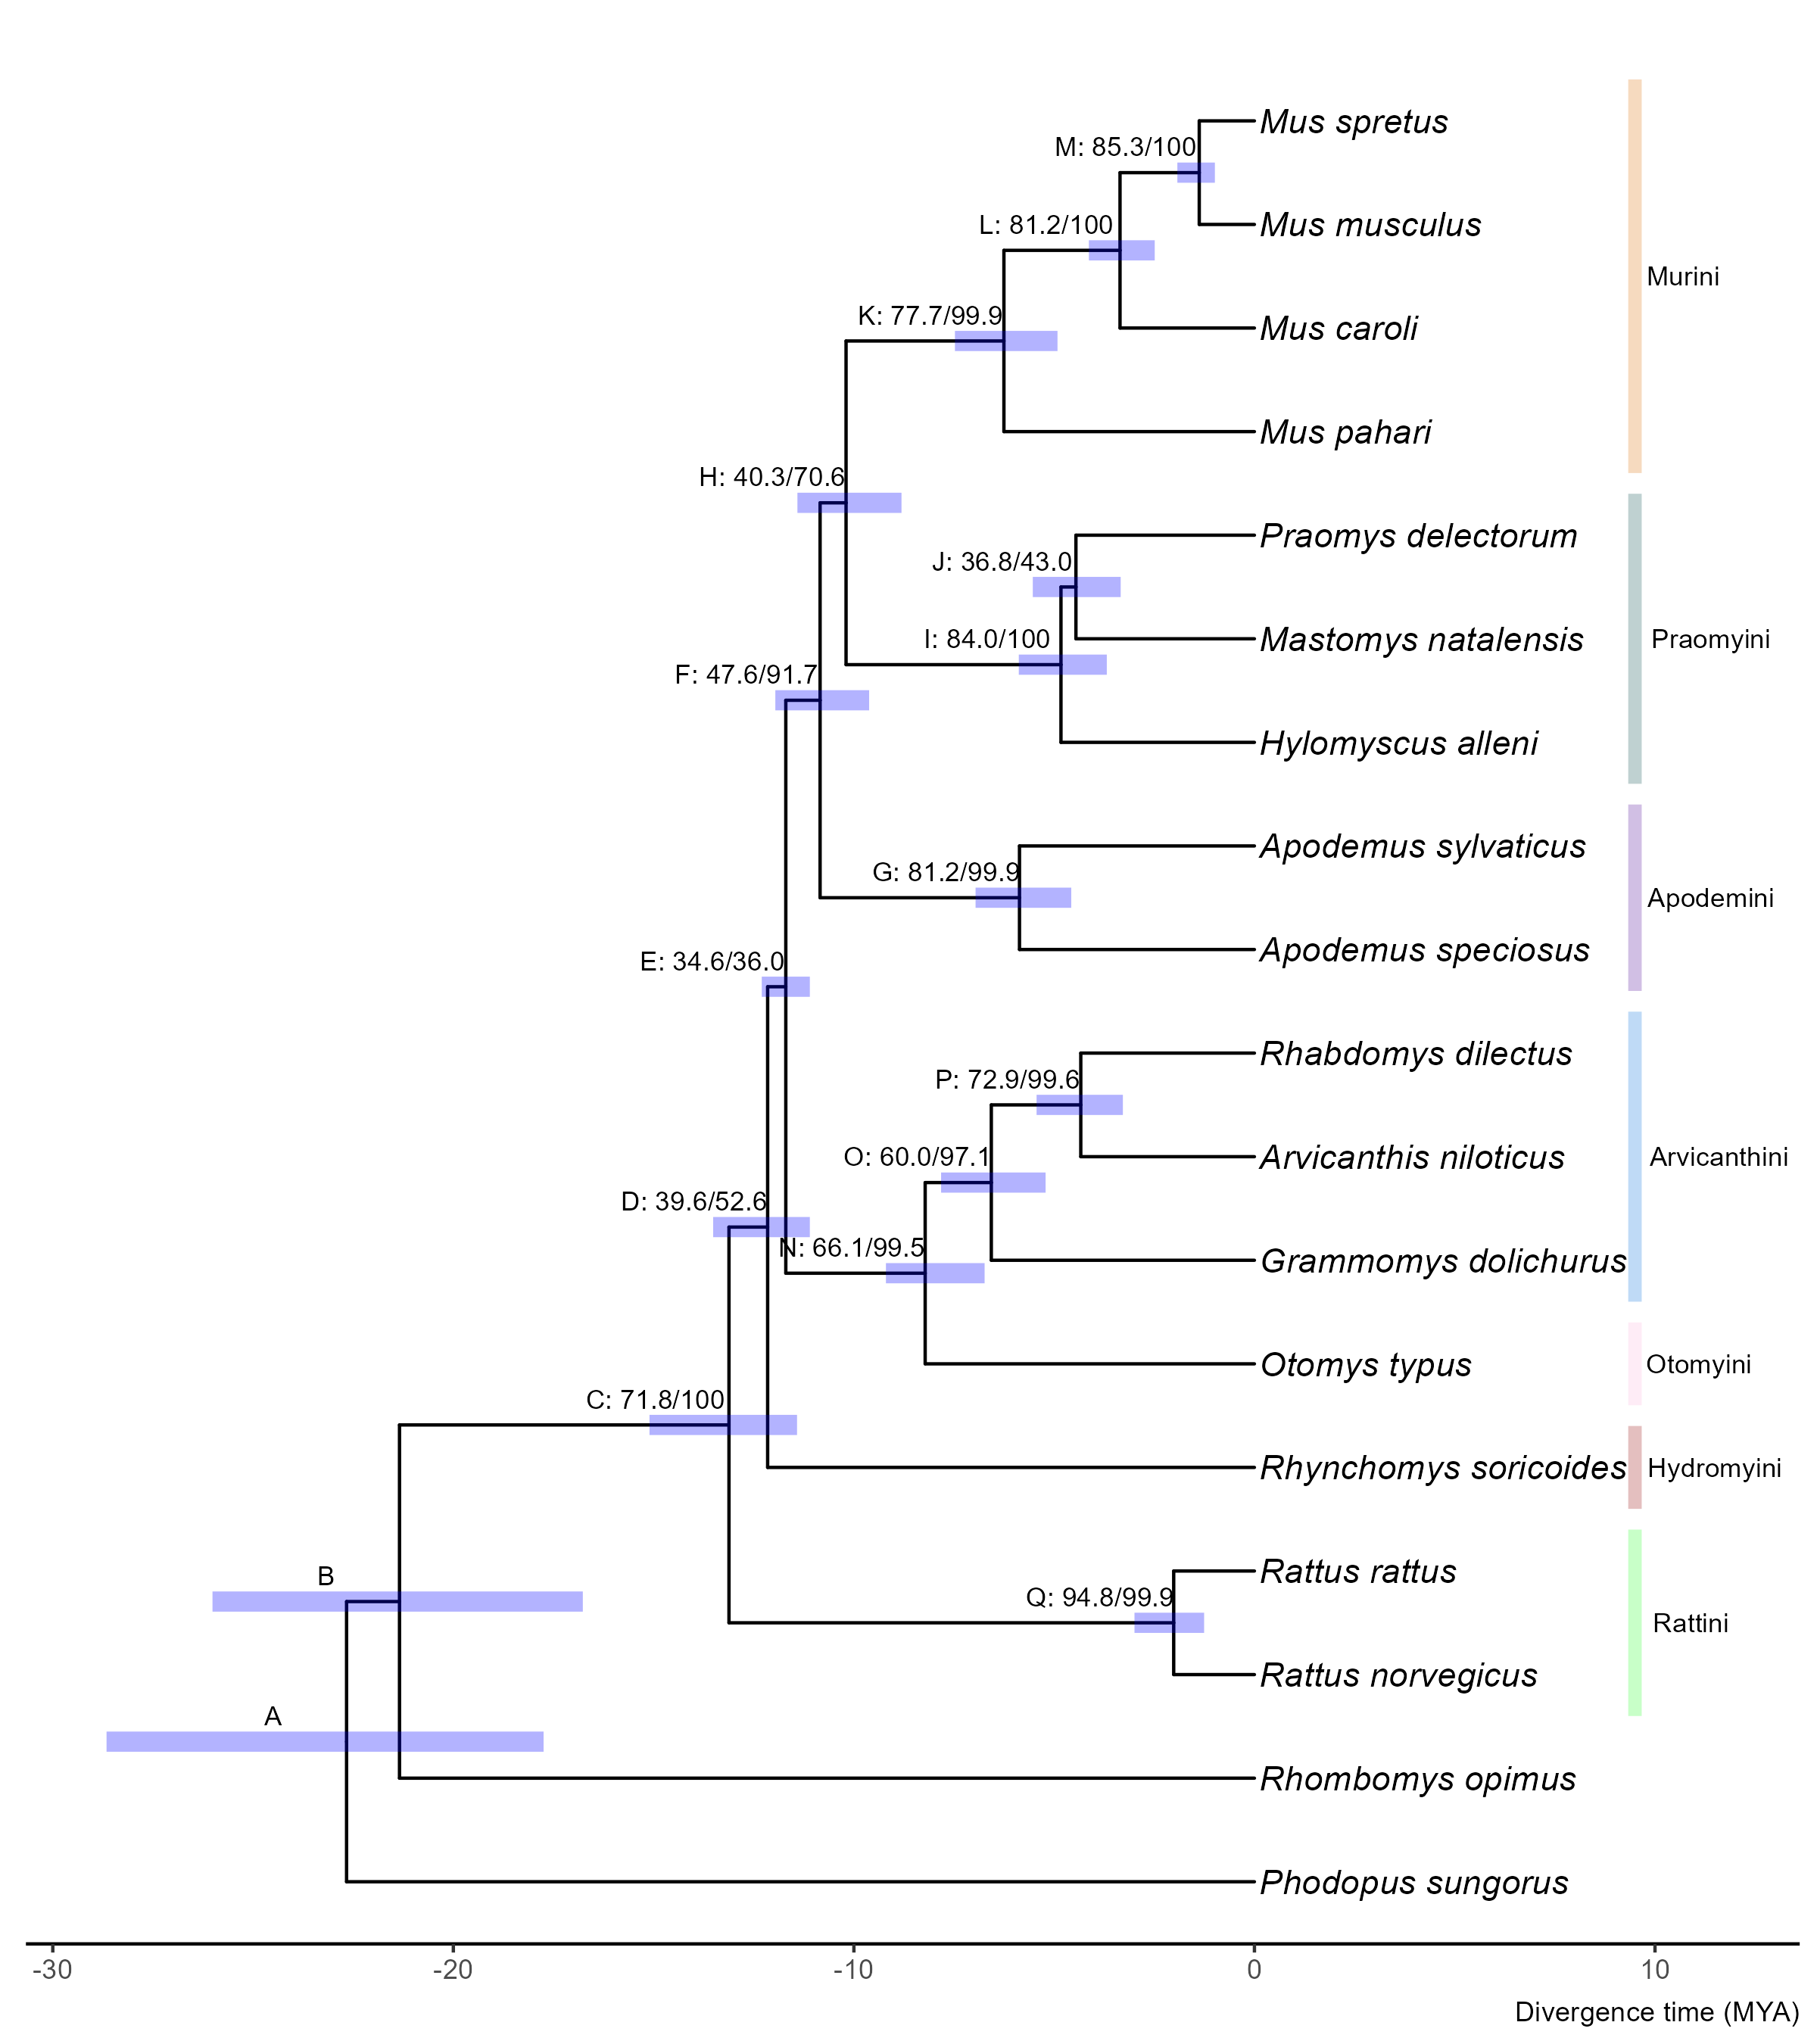 Mus spretus
M: 85.3/100
Mus musculus
L: 81.2/100
Murini
K: 77.7/99.9
Mus caroli
Mus pahari
H: 40.3/70.6
Praomys delectorum
J: 36.8/43.0
I: 84.0/100
Mastomys natalensis
Praomyini
F: 47.6/91.7
Hylomyscus alleni
Apodemus sylvaticus
G: 81.2/99.9
Apodemini
E: 34.6/36.0
Apodemus speciosus
Rhabdomys dilectus
P: 72.9/99.6
O: 60.0/97.1
Arvicanthis niloticus
Arvicanthini
D: 39.6/52.6
N: 66.1/99.5
Grammomys dolichurus
Otomys typus
Otomyini
C: 71.8/100
Rhynchomys soricoides
Hydromyini
B
Rattus rattus
Q: 94.8/99.9
Rattini
Rattus norvegicus
A
Rhombomys opimus
Phodopus sungorus
-30 -20 -10 0 10
Divergence time (MYA)